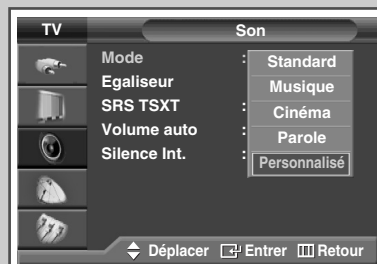 TV Son
Mode : Standard
Egaliseur Musique
SRS TSXT : Cinéma
Volume auto : Parole
Silence Int. : Personnalisé
Déplacer Entrer Retour